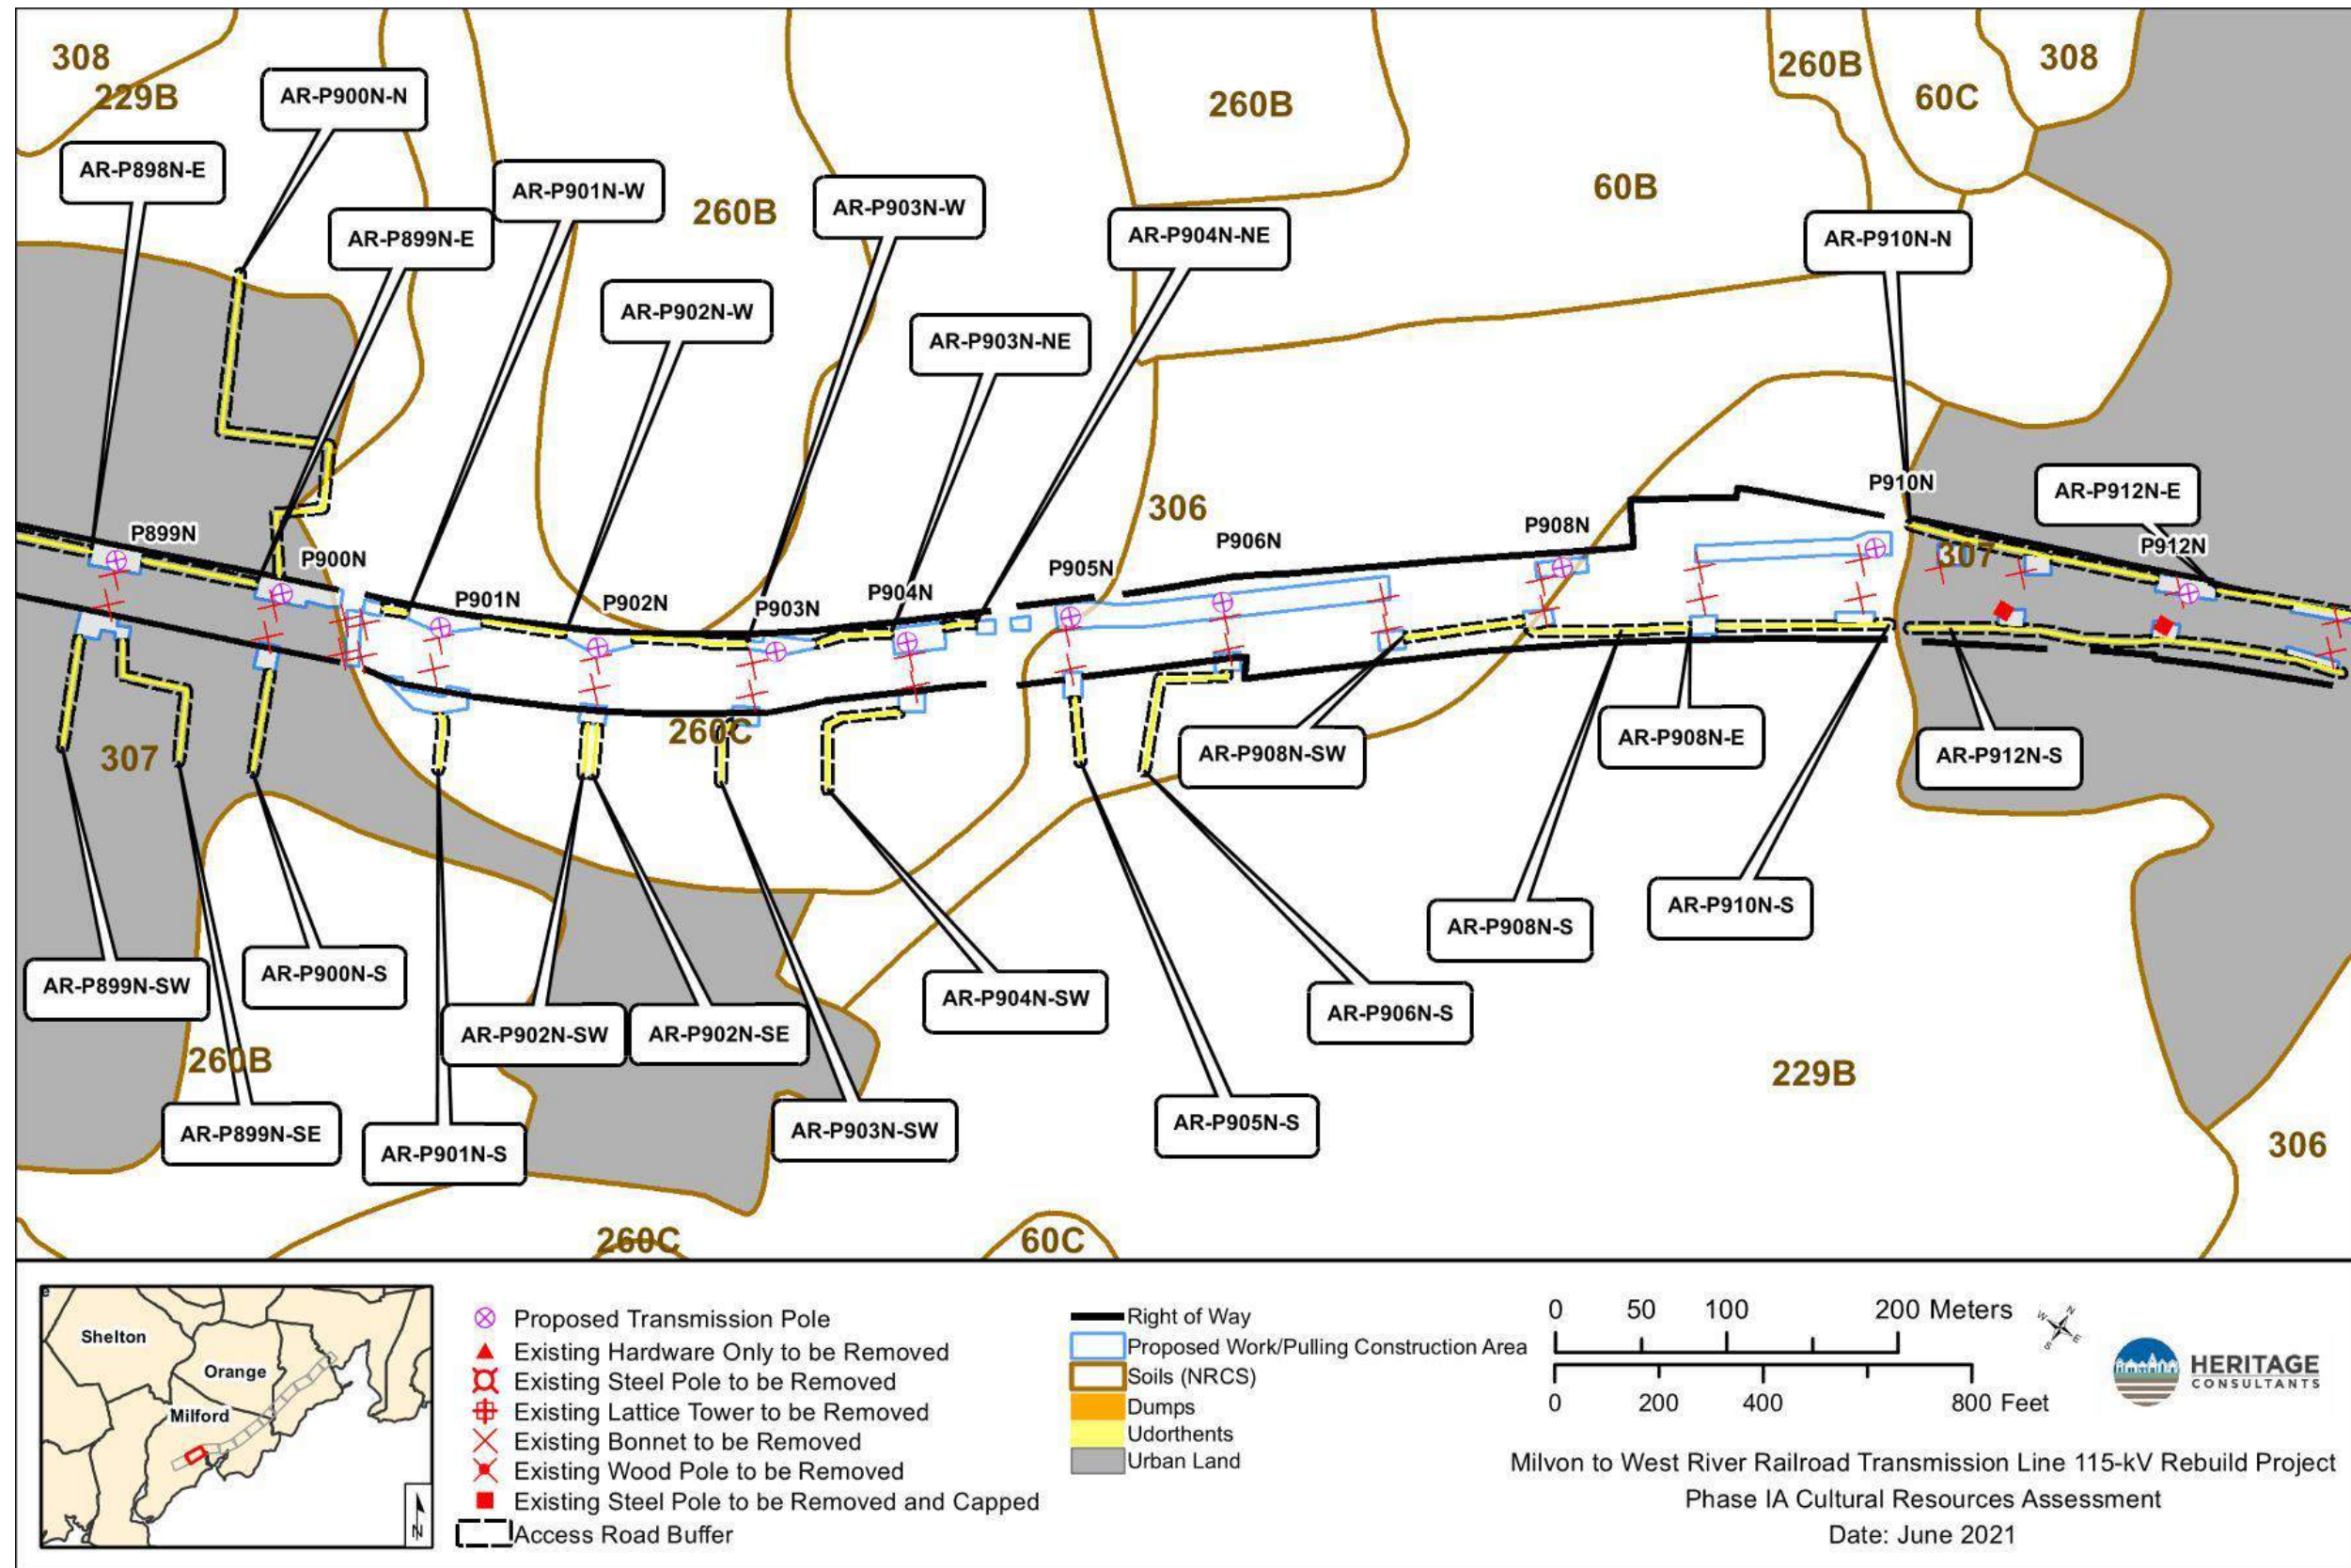 308
229B
AR-P900N-N
260B
260B
60C
308
AR-P898N-E
AR-P901N-W
260B
AR-P903N-W
60B
AR-P899N-E
AR-P904N-NE
AR-P910N-N
AR-P902N-W
AR-P903N-NE
P899N
P900N
P901N
P902N
P903N
P904N
P905N
306
P906N
P908N
P910N
AR-P912N-E
307
P912N
307
260C
AR-P908N-SW
AR-P908N-E
AR-P912N-S
AR-P899N-SW
AR-P900N-S
AR-P904N-SW
AR-P908N-S
AR-P910N-S
260B
AR-P902N-SW
AR-P902N-SE
AR-P906N-S
229B
AR-P899N-SE
AR-P901N-S
AR-P903N-SW
AR-P905N-S
306
260C
60C
e
Shelton
Orange
Milford
N
Proposed Transmission Pole
Existing Hardware Only to be Removed
Existing Steel Pole to be Removed
Existing Lattice Tower to be Removed
Existing Bonnet to be Removed
Existing Wood Pole to be Removed
Existing Steel Pole to be Removed and Capped
Access Road Buffer
Right of Way
Proposed Work/Pulling Construction Area
Soils (NRCS)
Dumps
Udorthents
Urban Land
0 50 100 200 Meters
0 200 400 800 Feet
N
W
E
S
HERITAGE
CONSULTANTS
Milvon to West River Railroad Transmission Line 115-kV Rebuild Project
Phase IA Cultural Resources Assessment
Date: June 2021